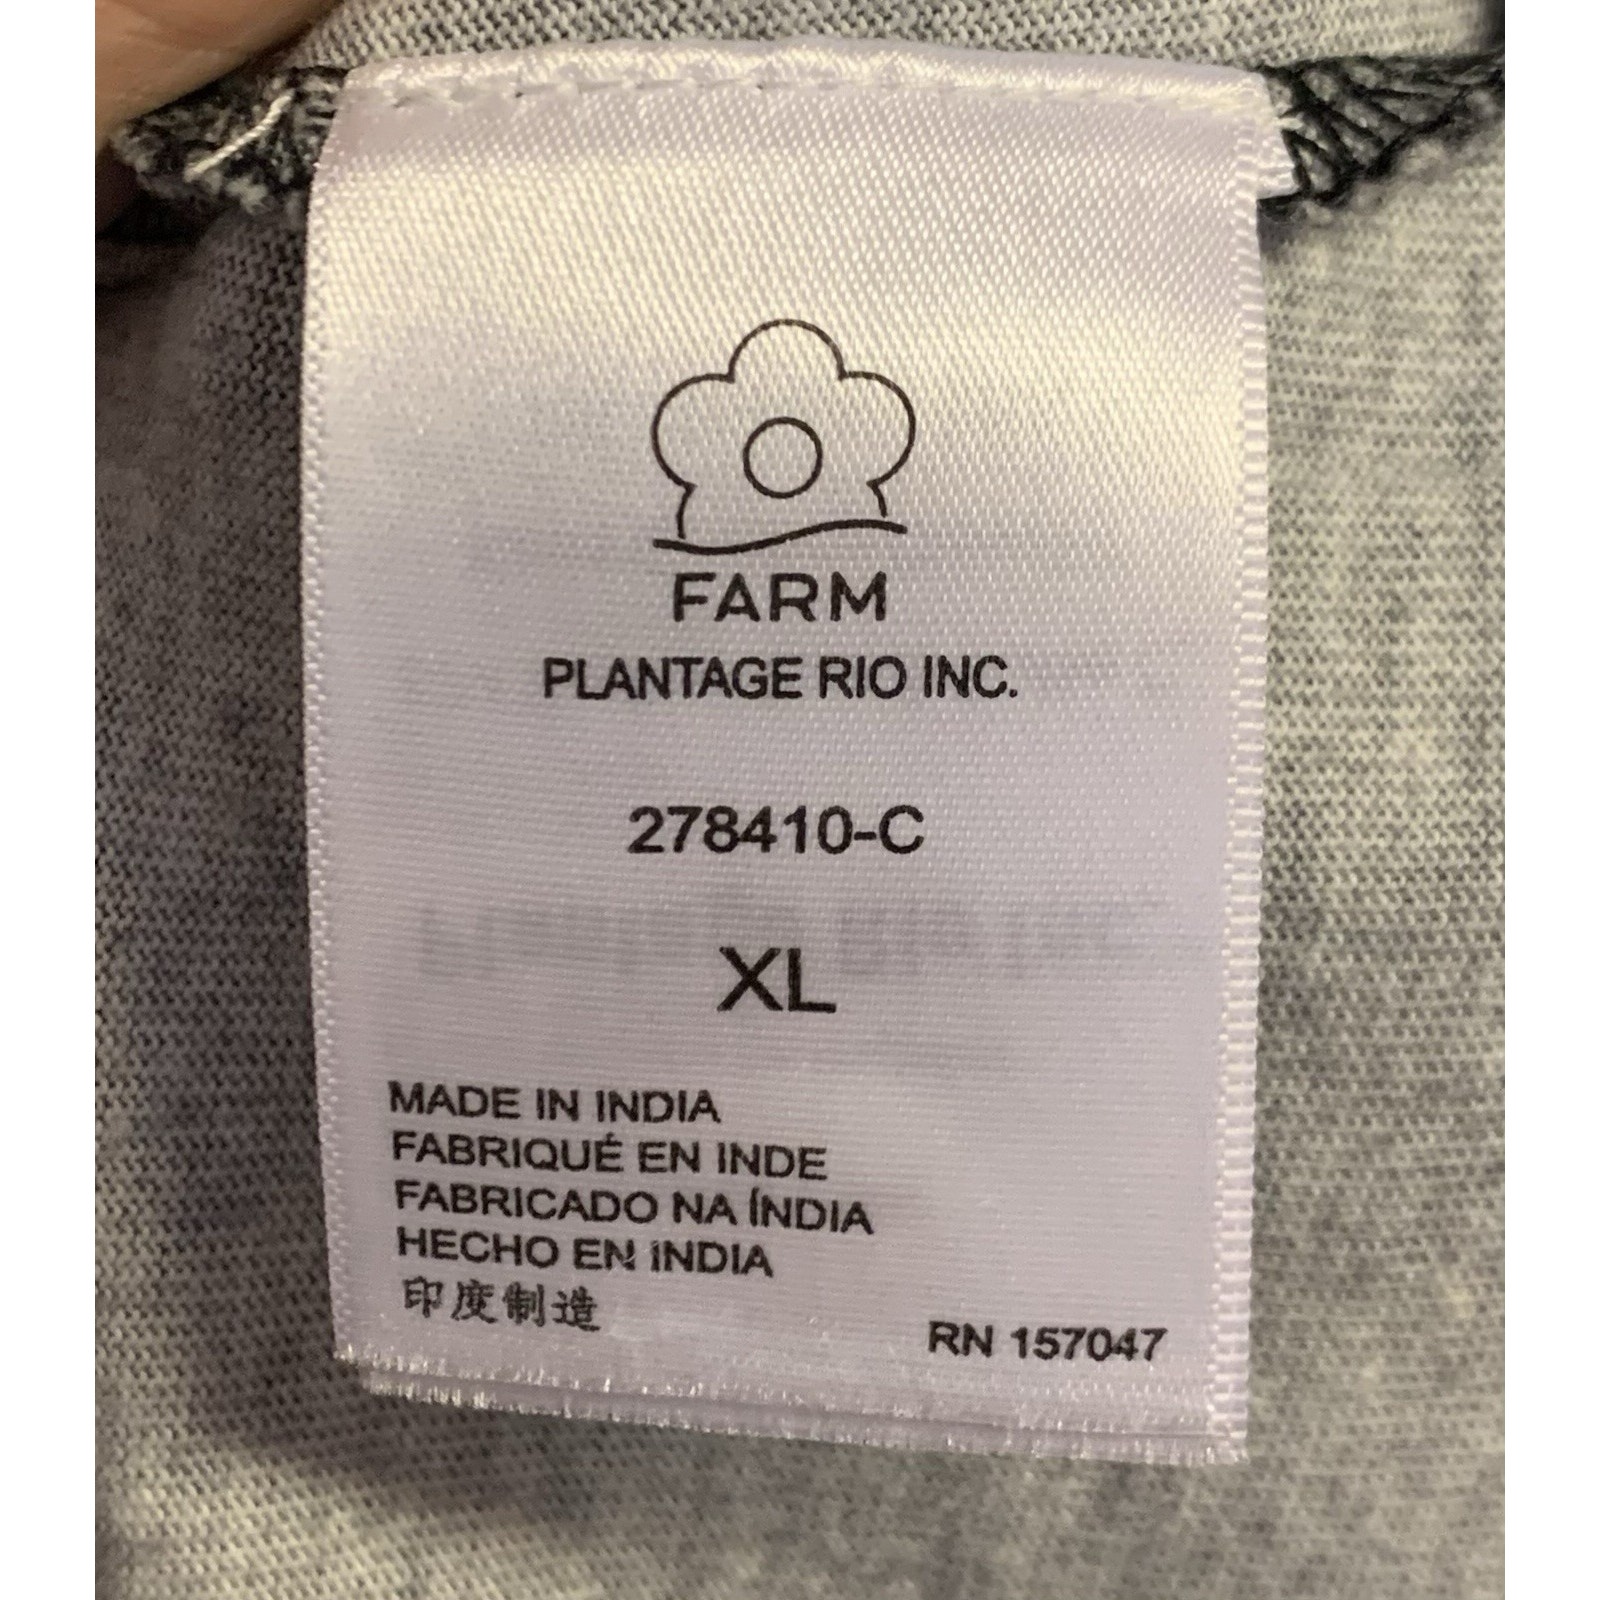 FARM
PLANTAGE RIO INC.
278410-C
XL
MADE IN INDIA
FABRIQUÉ EN INDE
FABRICADO NA ÍNDIA
HECHO EN INDIA
印度制造
RN 157047